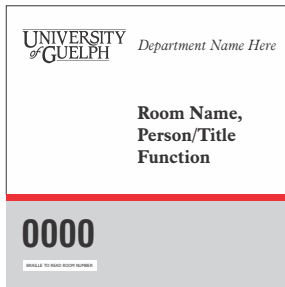 UNIVERSITY
of GUELPH
Department Name Here
Room Name,
Person/Title
Function
0000
BRAILLE TO READ ROOM NUMBER